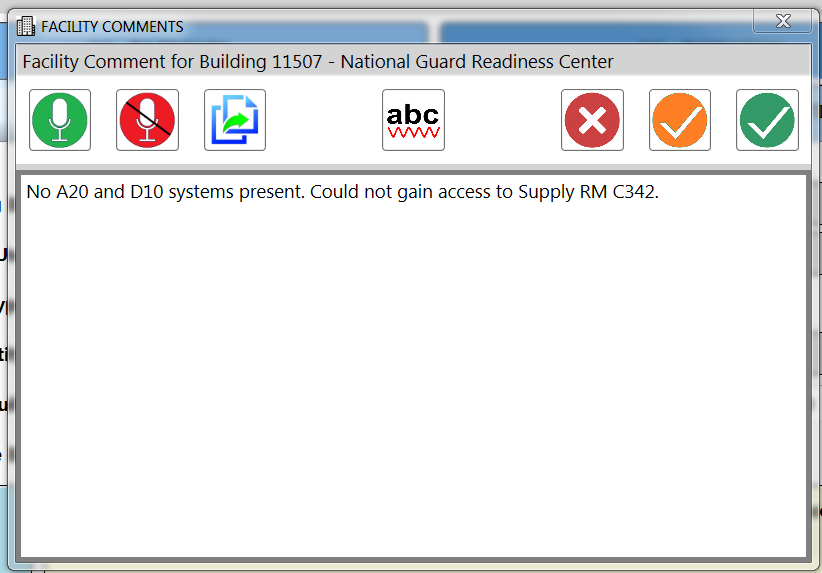 FACILITY COMMENTS
Facility Comment for Building 11507 - National Guard Readiness Center
abc
No A20 and D10 systems present. Could not gain access to Supply RM C342.